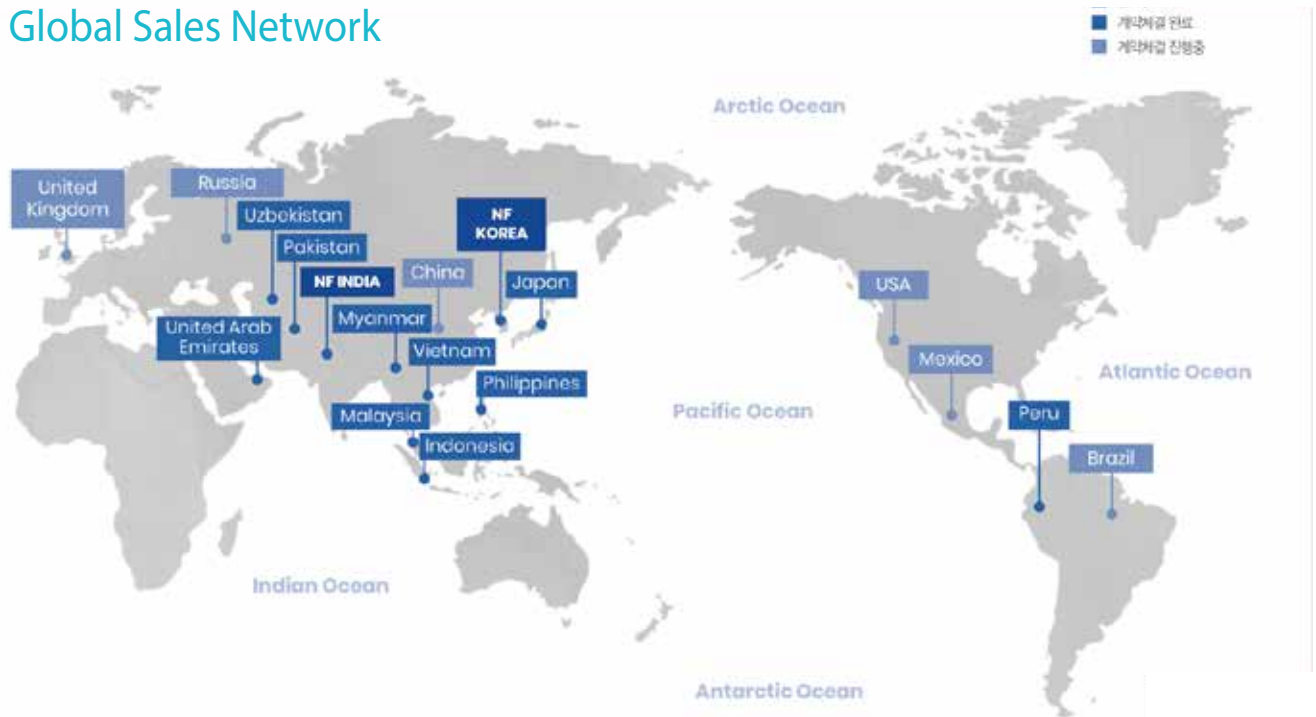 Global Sales Network
계약체결 완료
계약체결 진행중
Arctic Ocean
United
Kingdom
Russia
Uzbekistan
NF
KOREA
Pakistan
NF INDIA
China
Japan
USA
Myanmar
United Arab
Emirates
Vietnam
Mexico
Atlantic Ocean
Philippines
Malaysia
Pacific Ocean
Peru
Indonesia
Brazil
Indian Ocean
Antarctic Ocean